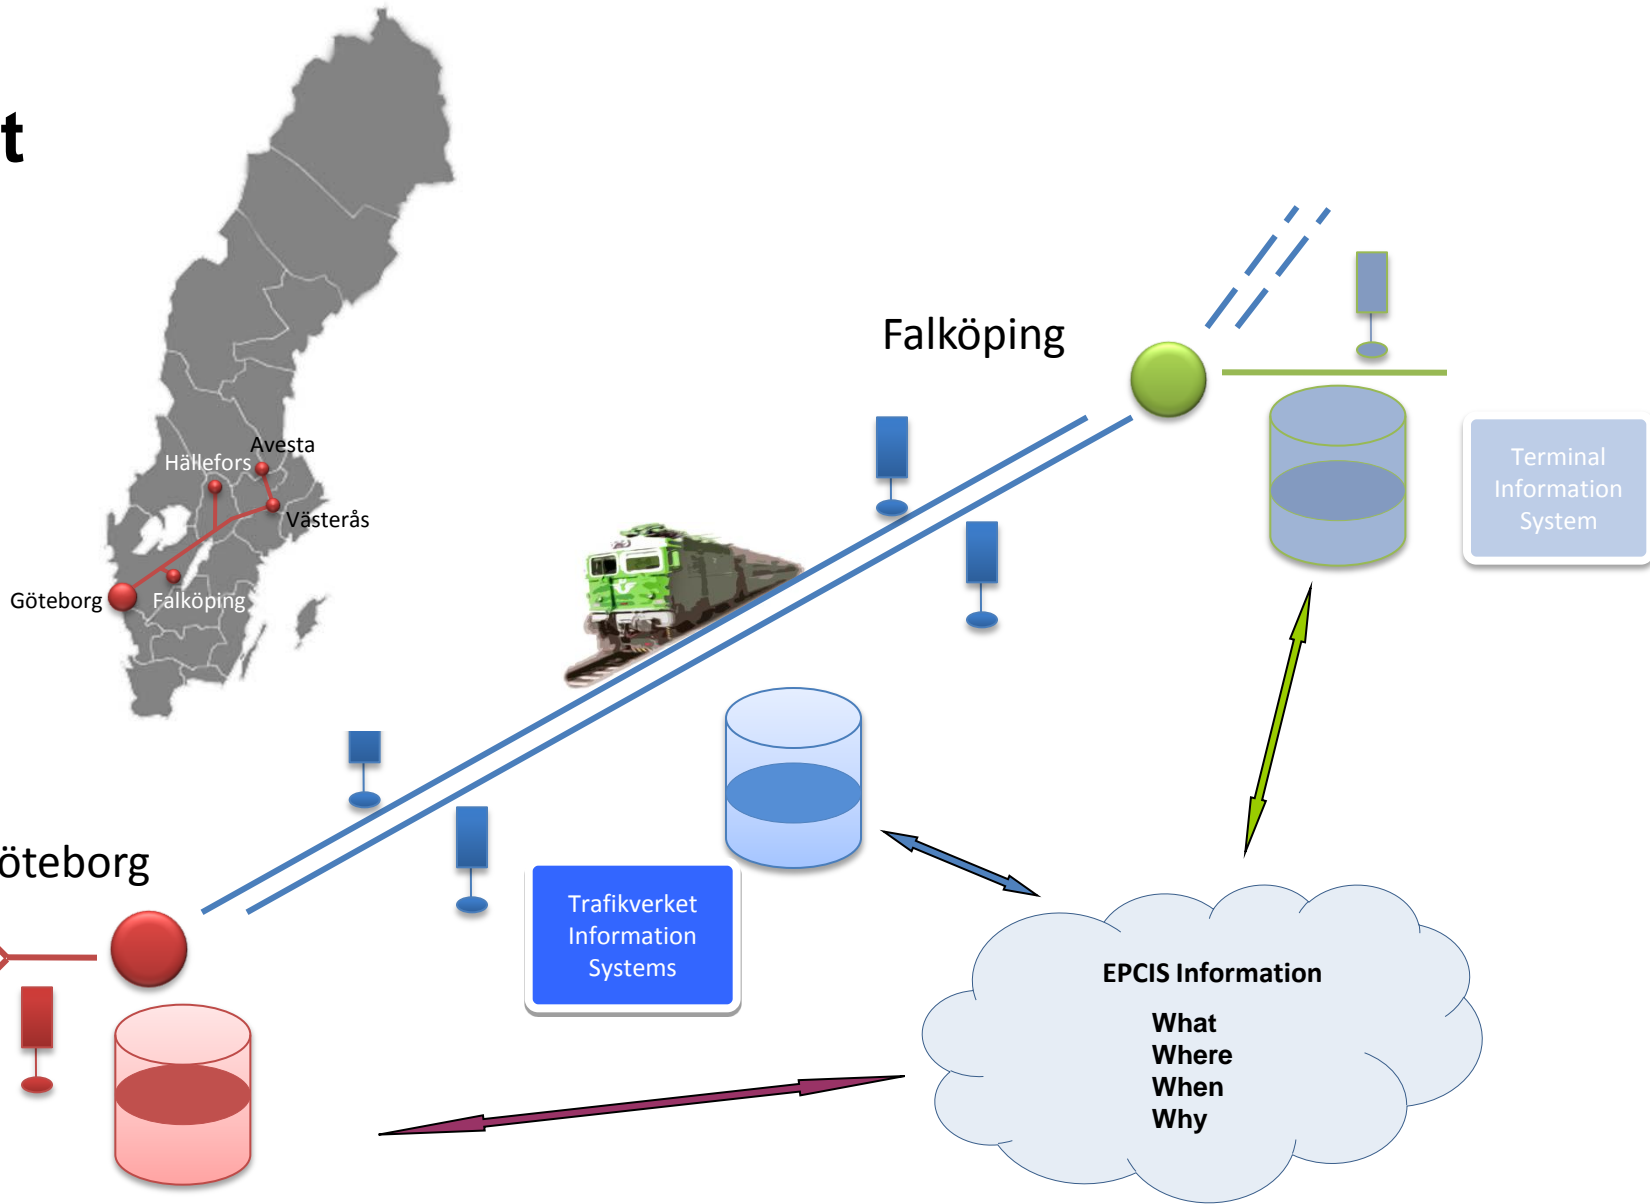 t
Avesta
Hällefors
Västerås
Göteborg
Falköping
Falköping
Terminal
Information
System
öteborg
Trafikverket
Information
Systems
EPCIS Information
What
Where
When
Why